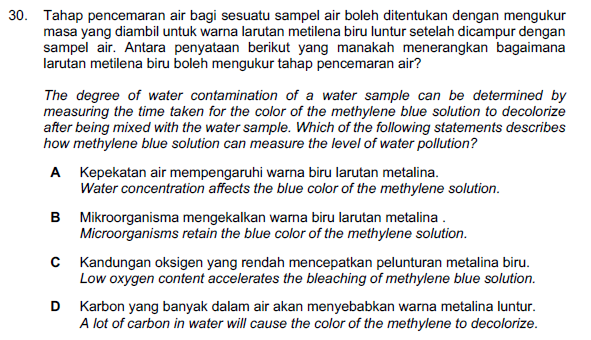 30. Tahap pencemaran air bagi sesuatu sampel air boleh ditentukan dengan mengukur
masa yang diambil untuk warna larutan metilena biru luntur setelah dicampur dengan
sampel air. Antara penyataan berikut yang manakah menerangkan bagaimana
larutan metilena biru boleh mengukur tahap pencemaran air?
The degree of water contamination of a water sample can be determined by
measuring the time taken for the color of the methylene blue solution to decolorize
after being mixed with the water sample. Which of the following statements describes
how methylene blue solution can measure the level of water pollution?
A Kepekatan air mempengaruhi warna biru larutan metalina.
Water concentration affects the blue color of the methylene solution.
B Mikroorganisma mengekalkan warna biru larutan metalina .
Microorganisms retain the blue color of the methylene solution.
C Kandungan oksigen yang rendah mencepatkan pelunturan metalina biru.
Low oxygen content accelerates the bleaching of methylene blue solution.
D Karbon yang banyak dalam air akan menyebabkan warna metalina luntur.
A lot of carbon in water will cause the color of the methylene to decolorize.